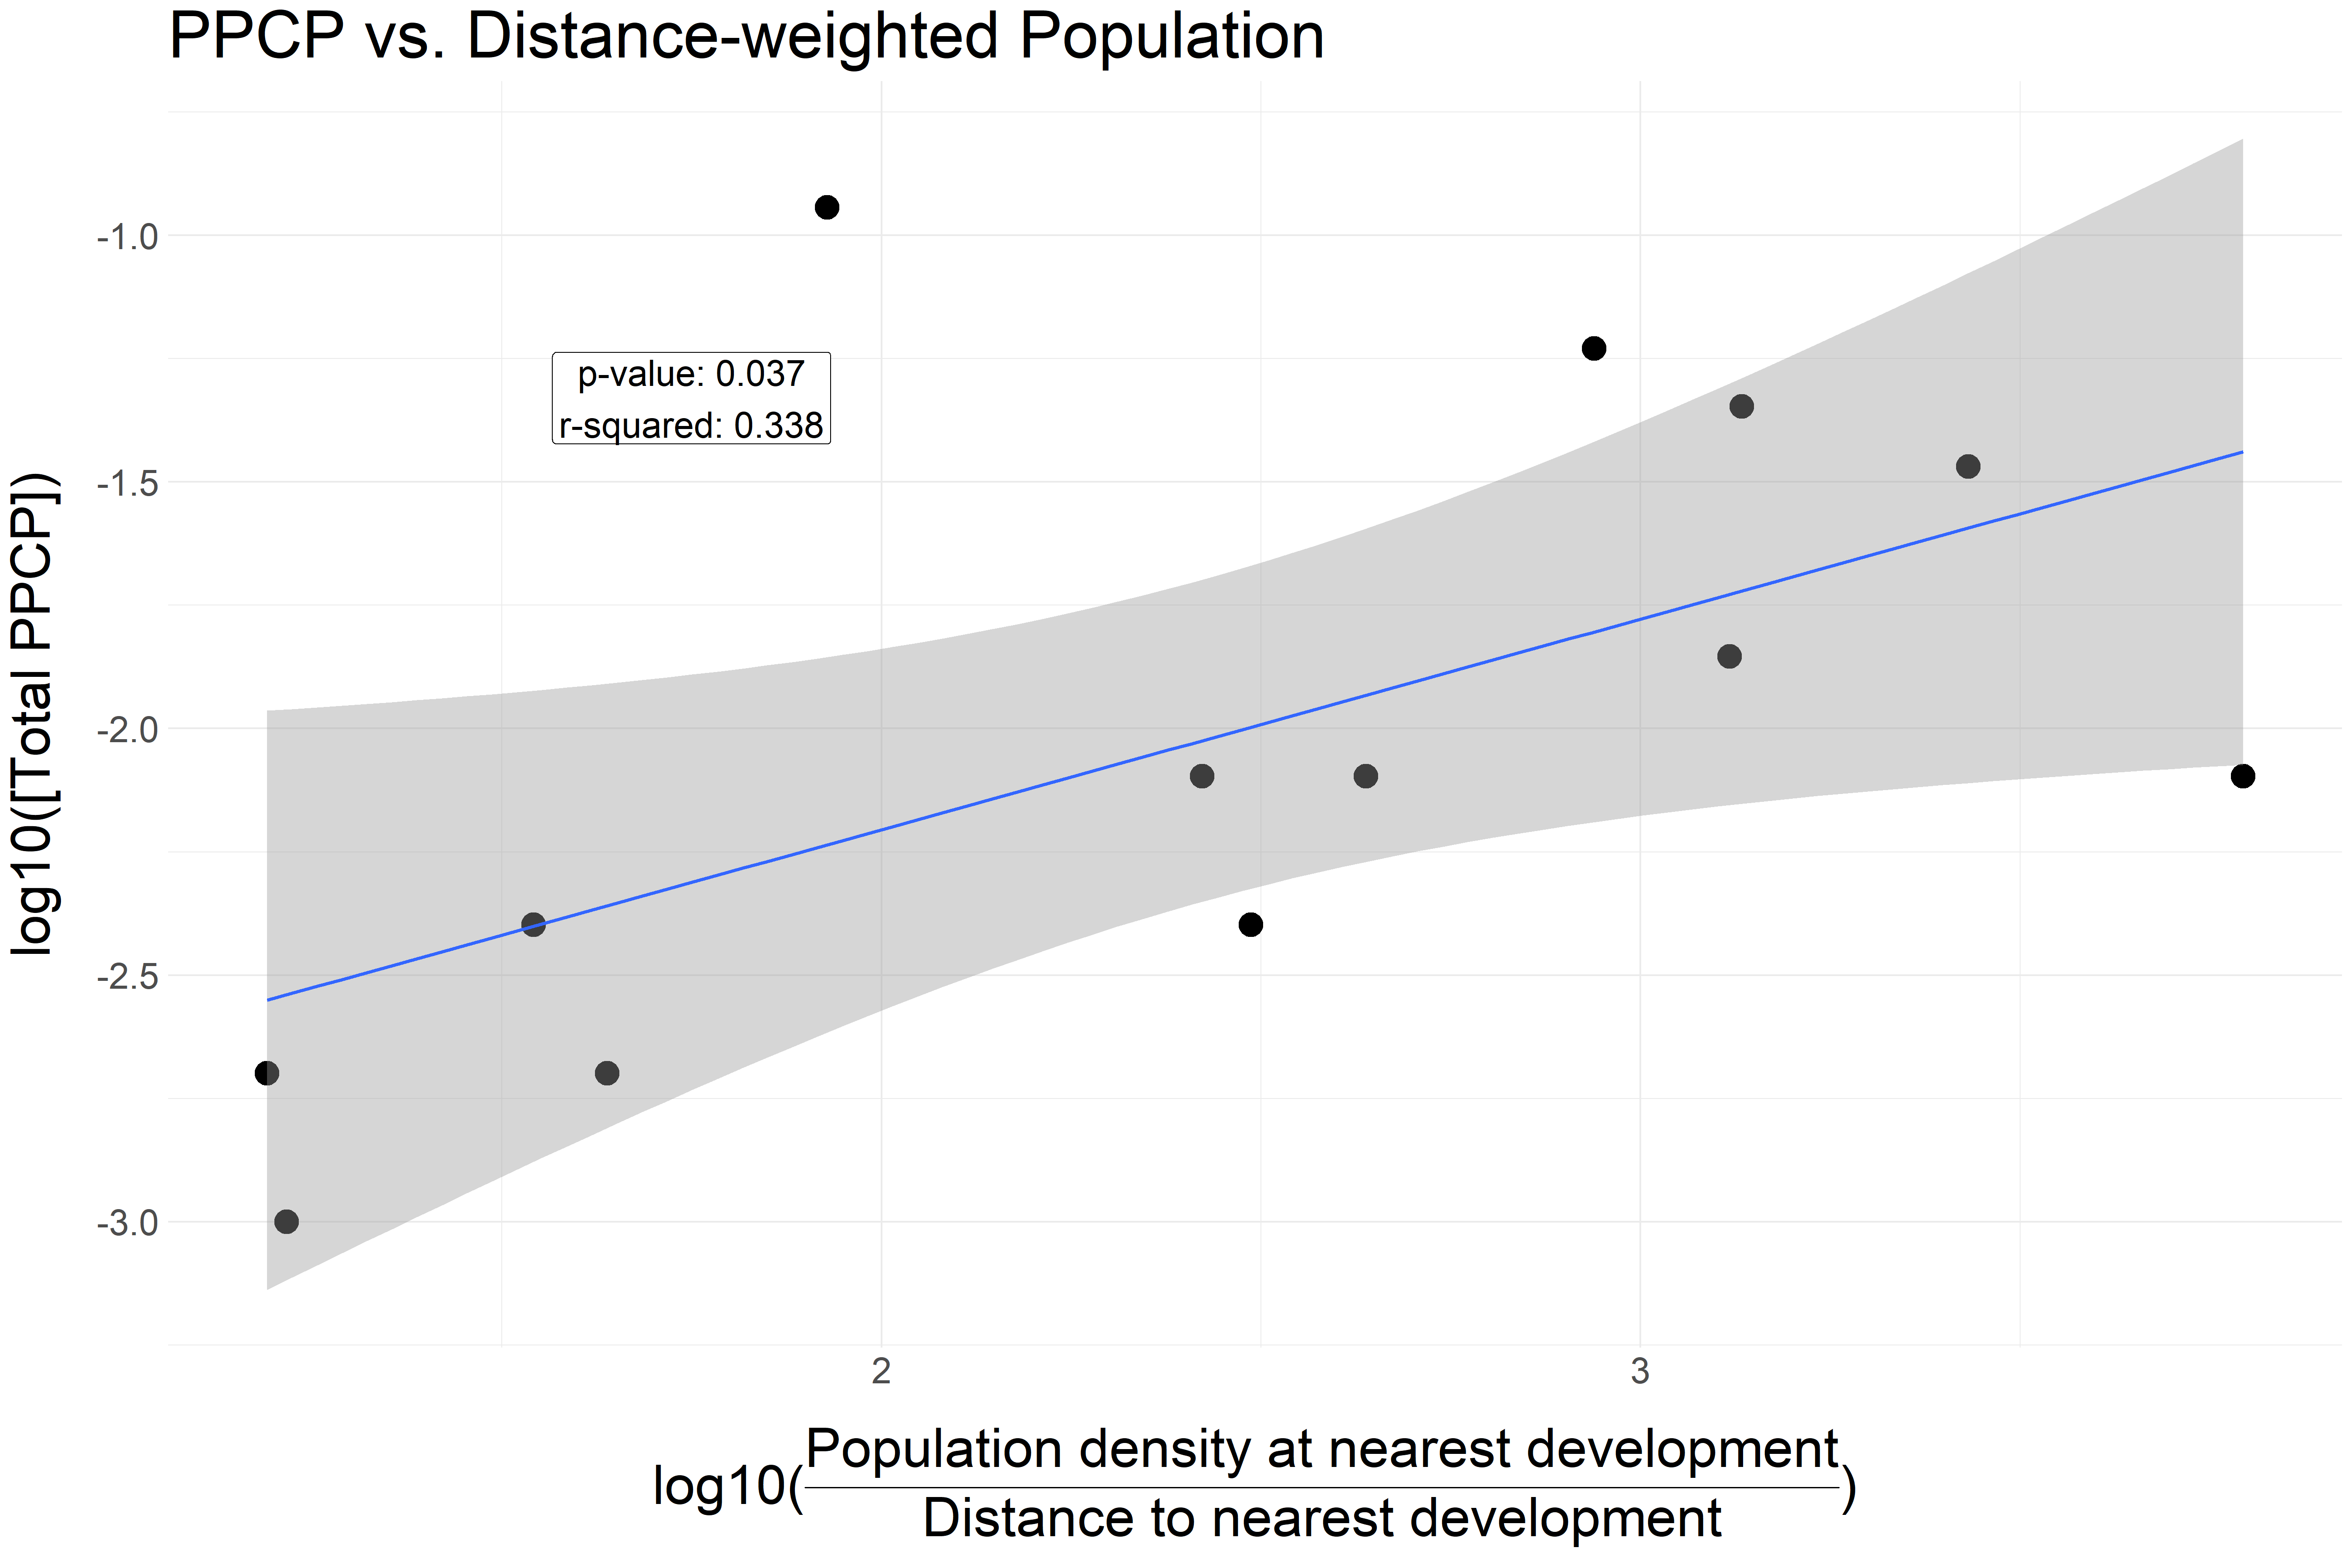 PPCP vs. Distance-weighted Population
log10([Total PPCP])
-1.0
-1.5
-2.0
-2.5
-3.0
p-value: 0.037
r-squared: 0.338
2
3
log10(Population density at nearest development
Distance to nearest development)